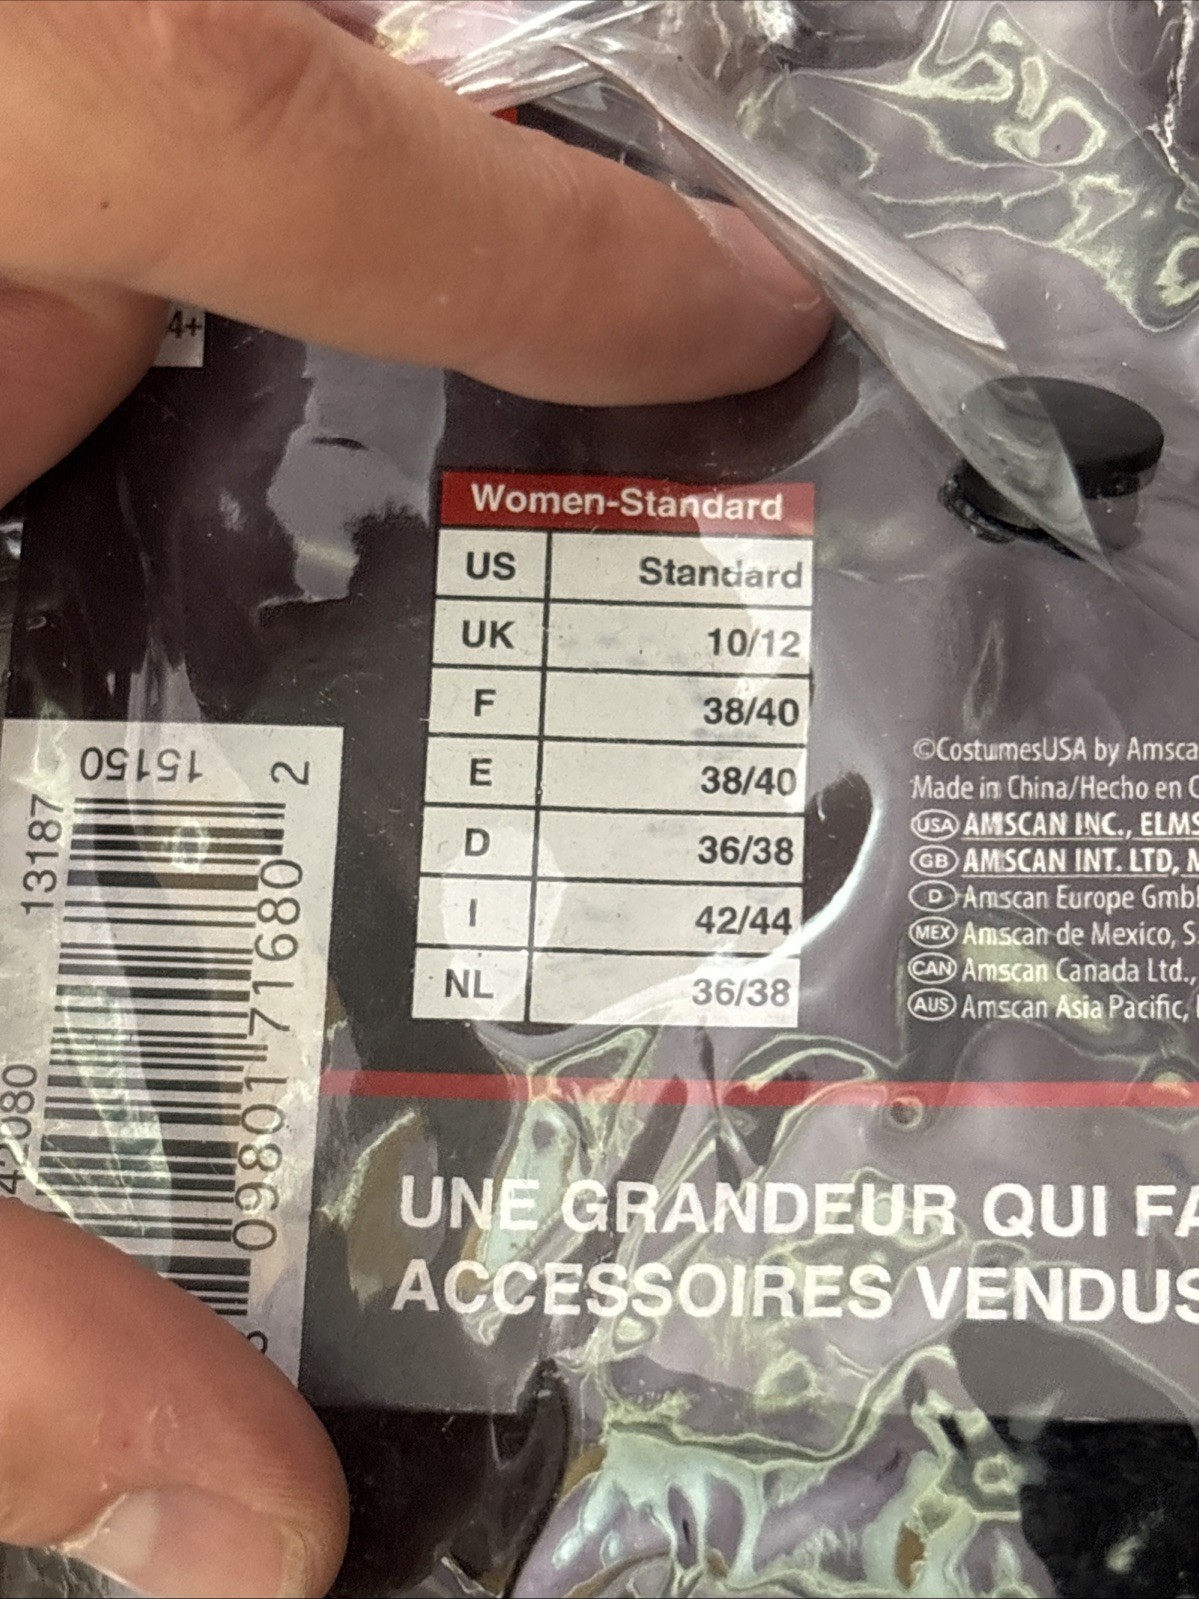 4+
Women-Standard
US Standard
UK 10/12
F 38/40
E 38/40
D 36/38
I 42/44
NL 36/38
15150 2
13187
09801 71680
42080
©CostumesUSA by Amsca
Made in China/Hecho en C
USA AMSCAN INC., ELMS
GB AMSCAN INT. LTD,
D Amscan Europe Gmb
MEX Amscan de Mexico, S
CAN Amscan Canada Ltd.,
AUS Amscan Asia Pacific,
UNE GRANDEUR QUI FA
ACCESSOIRES VENDUS